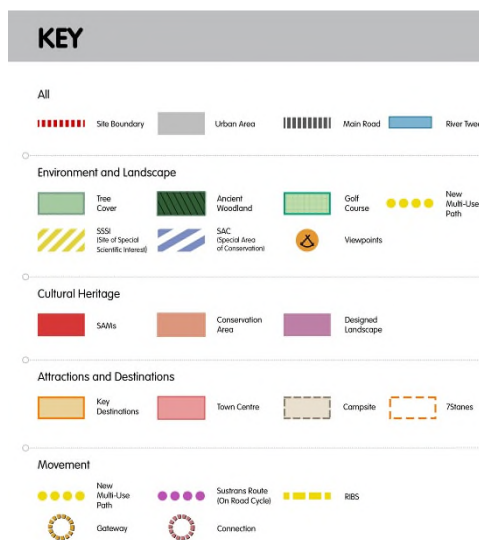 KEY
All
Site Boundary
Urban Area
Main Road
River Twee
Environment and Landscape
Tree
Cover
Ancient
Woodland
Golf
Course
New
Multi-Use
Path
SSSI
(Site of Special
Scientific Interest)
SAC
(Special Area
of Conservation)
Viewpoints
Cultural Heritage
SAMs
Conservation
Area
Designed
Landscape
Attractions and Destinations
Key
Destinations
Town Centre
Campsite
7Stanes
Movement
New
Multi-Use
Path
Sustrans Route
(On Road Cycle)
RIBS
Gateway
Connection